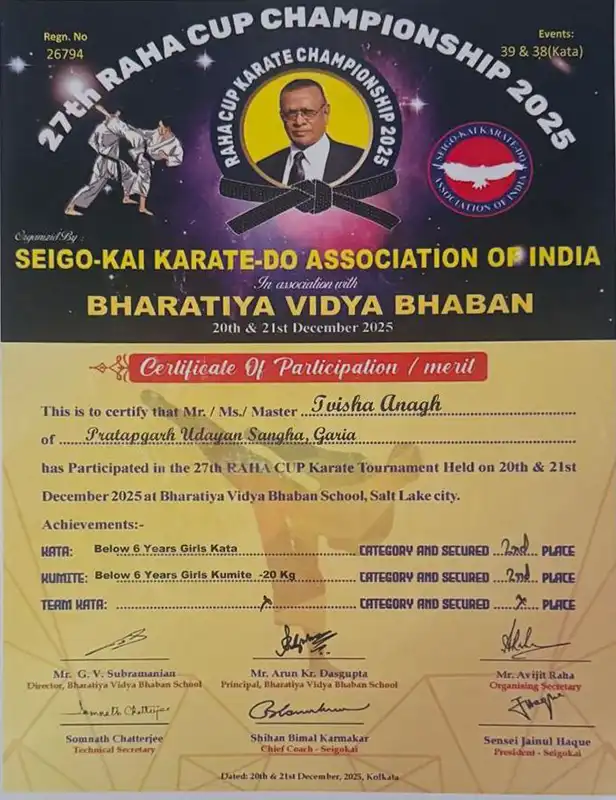 Regn. No
26794
Events:
39 & 38(Kata)
27th RAHA CUP CHAMPIONSHIP 2025
RAHA CUP KARATE CHAMPIONSHIP 2025
SEIGO-KAI KARATE-DO
ASSOCIATION OF INDIA
Organizid By :
SEIGO-KAI KARATE-DO ASSOCIATION OF INDIA
In association with
BHARATIYA VIDYA BHABAN
20th & 21st December 2025
Certificate Of Participation / merit
This is to certify that Mr. / Ms./ Master Tvisha Anagh
of Pratapgarh Udayan Sangha, Garia
has Participated in the 27th RAHA CUP Karate Tournament Held on 20th & 21st
December 2025 at Bharatiya Vidya Bhaban School, Salt Lake city.
Achievements:-
KATA: Below 6 Years Girls Kata CATEGORY AND SECURED 2nd PLACE
KUMITE: Below 6 Years Girls Kumite -20 Kg CATEGORY AND SECURED 2nd PLACE
TEAM KATA: x CATEGORY AND SECURED x PLACE
Mr. G. V. Subramanian
Director, Bharatiya Vidya Bhaban School
Mr. Arun Kr. Dasgupta
Principal, Bharatiya Vidya Bhaban School
Mr. Avijit Raha
Organising Secretary
Somnath Chatterjee
Somnath Chatterjee
Technical Secretary
Shihan Bimal Karmakar
Chief Coach - Seigokai
Sensei Jainul Haque
President - Seigokai
Dated: 20th & 21st December, 2025, Kolkata